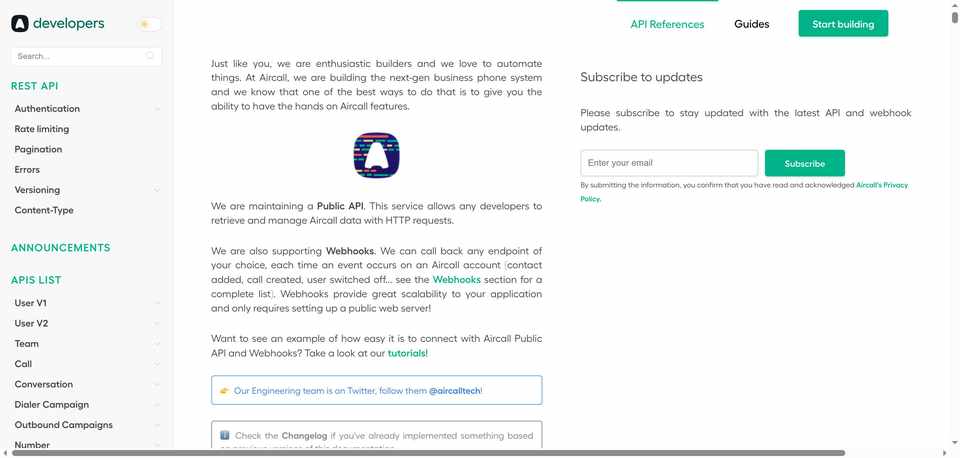 developers
Search...
REST API
Authentication
Rate limiting
Pagination
Errors
Versioning
Content-Type
ANNOUNCEMENTS
APIS LIST
User V1
User V2
Team
Call
Conversation
Dialer Campaign
Outbound Campaigns
Number
API References
Guides
Start building
Just like you, we are enthusiastic builders and we love to automate
things. At Aircall, we are building the next-gen business phone system
and we know that one of the best ways to do that is to give you the
ability to have the hands on Aircall features.
We are maintaining a Public API. This service allows any developers to
retrieve and manage Aircall data with HTTP requests.
We are also supporting Webhooks. We can call back any endpoint of
your choice, each time an event occurs on an Aircall account (contact
added, call created, user switched off... see the Webhooks section for a
complete list). Webhooks provide great scalability to your application
and only requires setting up a public web server!
Want to see an example of how easy it is to connect with Aircall Public
API and Webhooks? Take a look at our tutorials!
👉 Our Engineering team is on Twitter, follow them @aircalltech!
ℹ️ Check the Changelog if you've already implemented something based
on previous versions of this documentation.
Subscribe to updates
Please subscribe to stay updated with the latest API and webhook
updates.
Enter your email
Subscribe
By submitting the information, you confirm that you have read and acknowledged Aircall's Privacy
Policy.